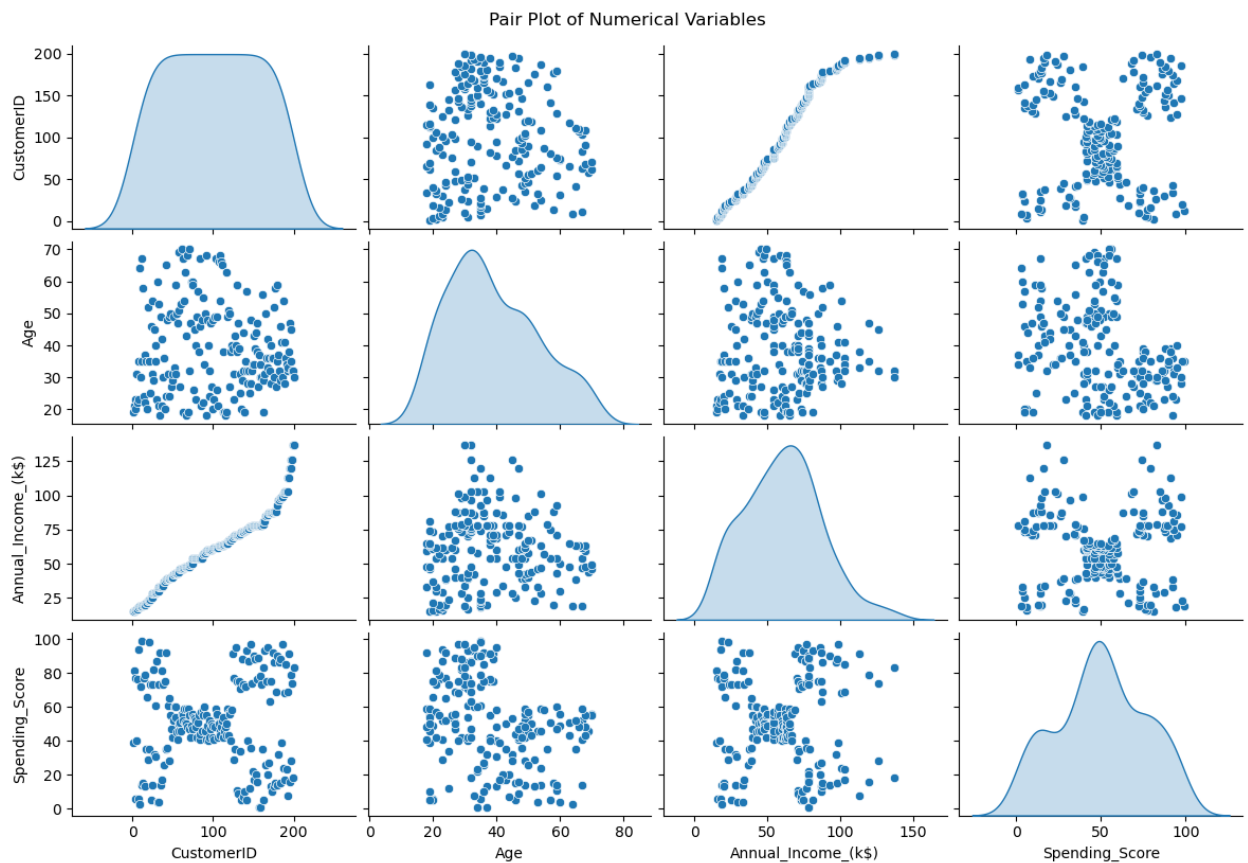 Pair Plot of Numerical Variables
200
150
100
50
0
CustomerID
70
60
50
40
30
20
Age
125
100
75
50
25
Annual_Income_(k$)
100
80
60
40
20
0
Spending_Score
0 100 200
CustomerID
0 20 40 60 80
Age
0 50 100 150
Annual_Income_(k$)
0 50 100
Spending_Score